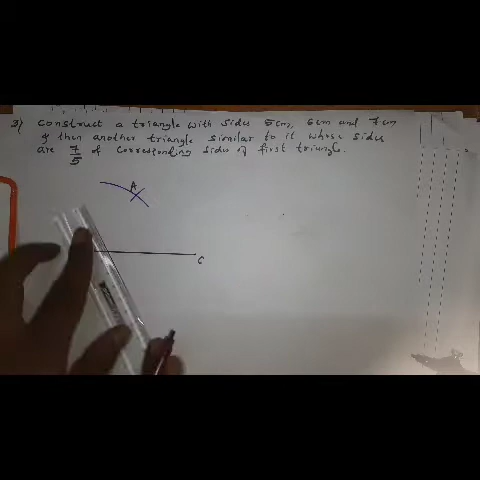 3) Construct a triangle with sides 5cm, 6cm and 7cm
& then another triangle similar to it whose sides
are 7/5 of corresponding sides of first triangle.
A
C